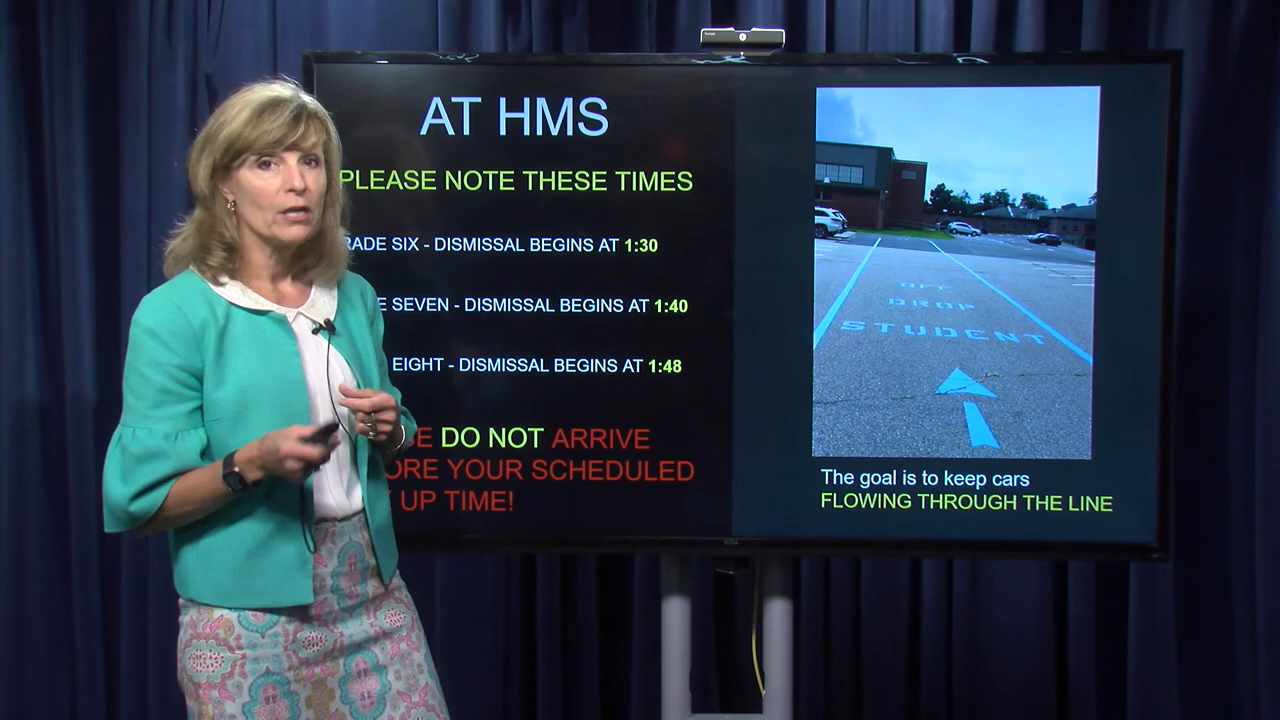 AT HMS
PLEASE NOTE THESE TIMES
RADE SIX - DISMISSAL BEGINS AT 1:30
E SEVEN - DISMISSAL BEGINS AT 1:40
EIGHT - DISMISSAL BEGINS AT 1:48
SE DO NOT ARRIVE
ORE YOUR SCHEDULED
UP TIME!
OFF
DROP
STUDENT
The goal is to keep cars
FLOWING THROUGH THE LINE